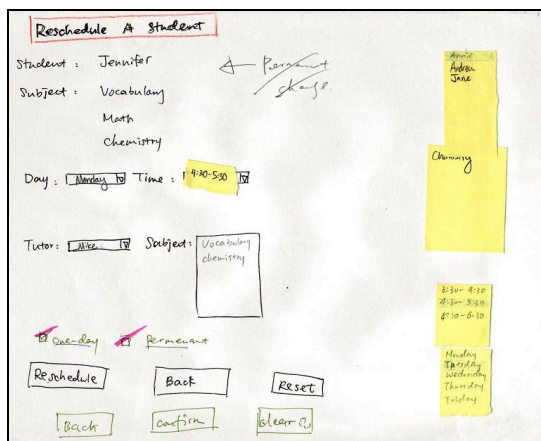 Reschedule A Student
Student : Jennifer
Permanent
change
Subject : Vocabulary
Math
Chemistry
Day : Monday Time : 4:30-5:30
Tutor: Mike Subject: Vocabulary
chemistry
One-day Permenant
Reschedule Back Reset
Back Confirm
Annie
Andrew
Jane
Chemistry
3:30- 4:30
4:30- 5:30
5:30-6:30
Monday
Tuesday
Wednesday
Thursday
Friday